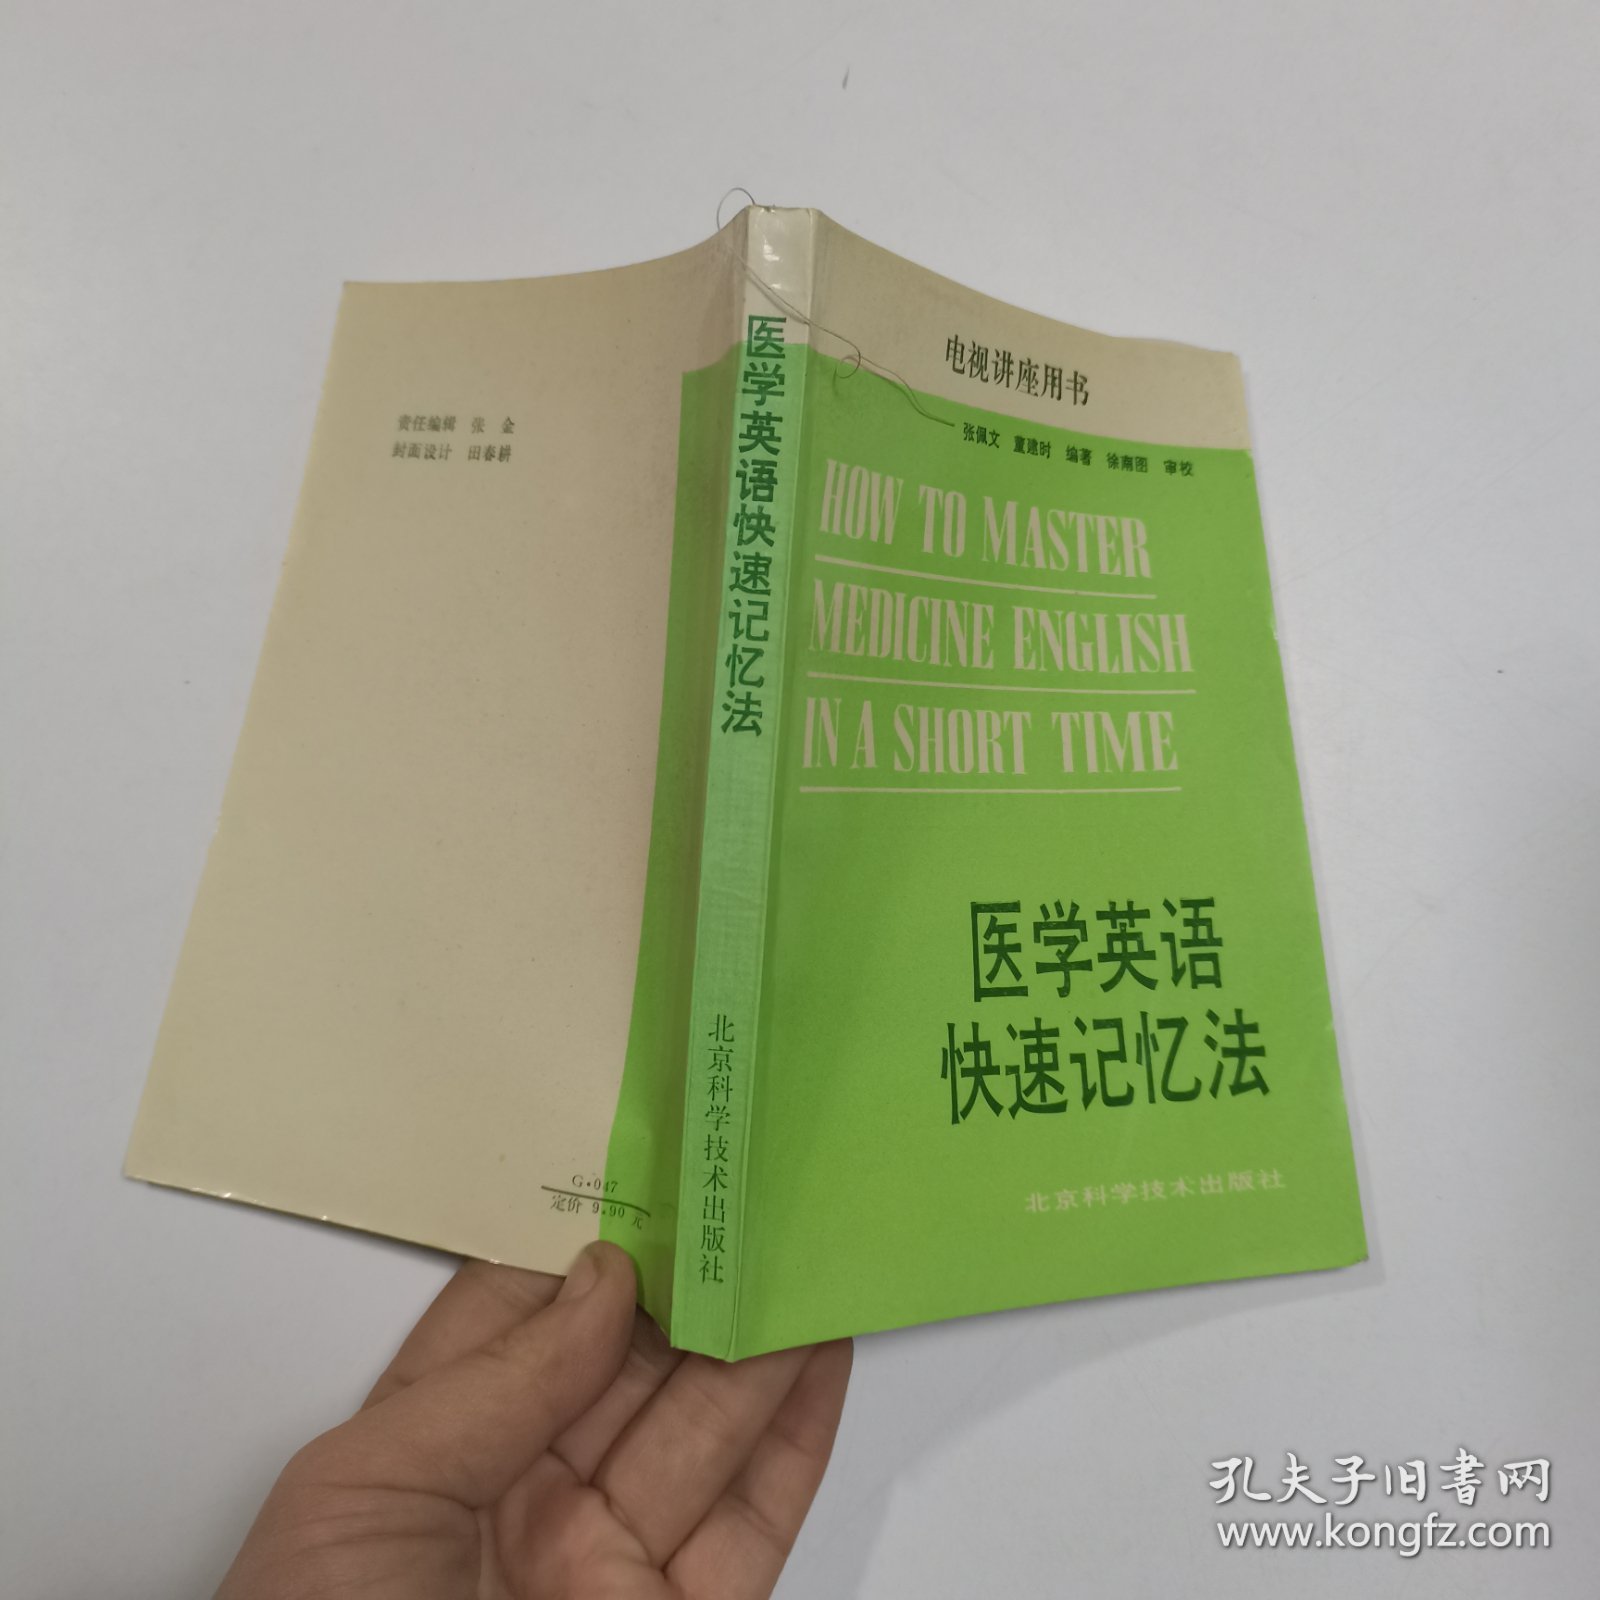 责任编辑 张 金
封面设计 田春耕
G·047
定价 9.90 元
医学英语快速记忆法
北京科学技术出版社
电视讲座用书
张佩文 董建时 编著 徐南图 审校
HOW TO MASTER
MEDICINE ENGLISH
IN A SHORT TIME
医学英语
快速记忆法
北京科学技术出版社
孔夫子旧书网
www.kongfz.com